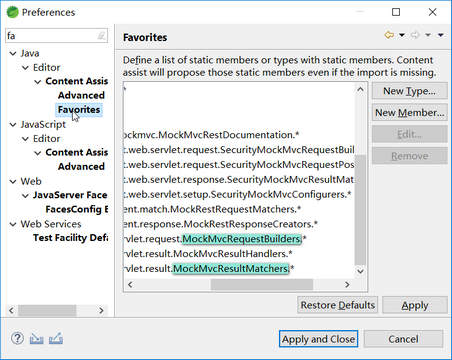 Preferences
fa
Java
Editor
Content Assis
Advanced
Favorites
JavaScript
Editor
Content Assis
Advanced
Web
JavaServer Face
FacesConfig E
Web Services
Test Facility Defa
Favorites
Define a list of static members or types with static members. Content
assist will propose those static members even if the import is missing.
.*
ockmvc.MockMvcRestDocumentation.*
t.web.servlet.request.SecurityMockMvcRequestBuil
t.web.servlet.request.SecurityMockMvcRequestPos
t.web.servlet.response.SecurityMockMvcResultMat
t.web.servlet.setup.SecurityMockMvcConfigurers.*
ent.match.MockRestRequestMatchers.*
ent.response.MockRestResponseCreators.*
rvlet.request.MockMvcRequestBuilders.*
rvlet.result.MockMvcResultHandlers.*
rvlet.result.MockMvcResultMatchers.*
New Type...
New Member...
Edit...
Remove
Restore Defaults
Apply
Apply and Close
Cancel